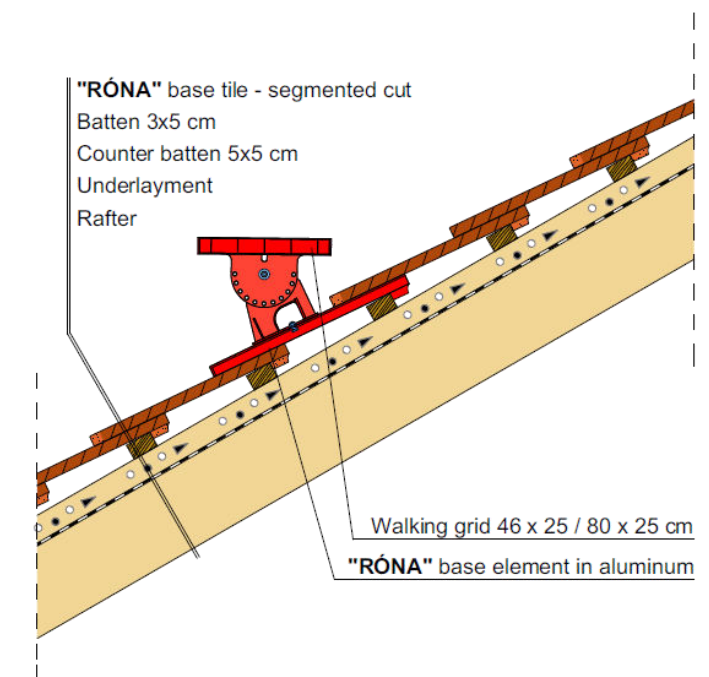 "RÓNA" base tile - segmented cut
Batten 3x5 cm
Counter batten 5x5 cm
Underlayment
Rafter
Walking grid 46 x 25 / 80 x 25 cm
"RÓNA" base element in aluminum